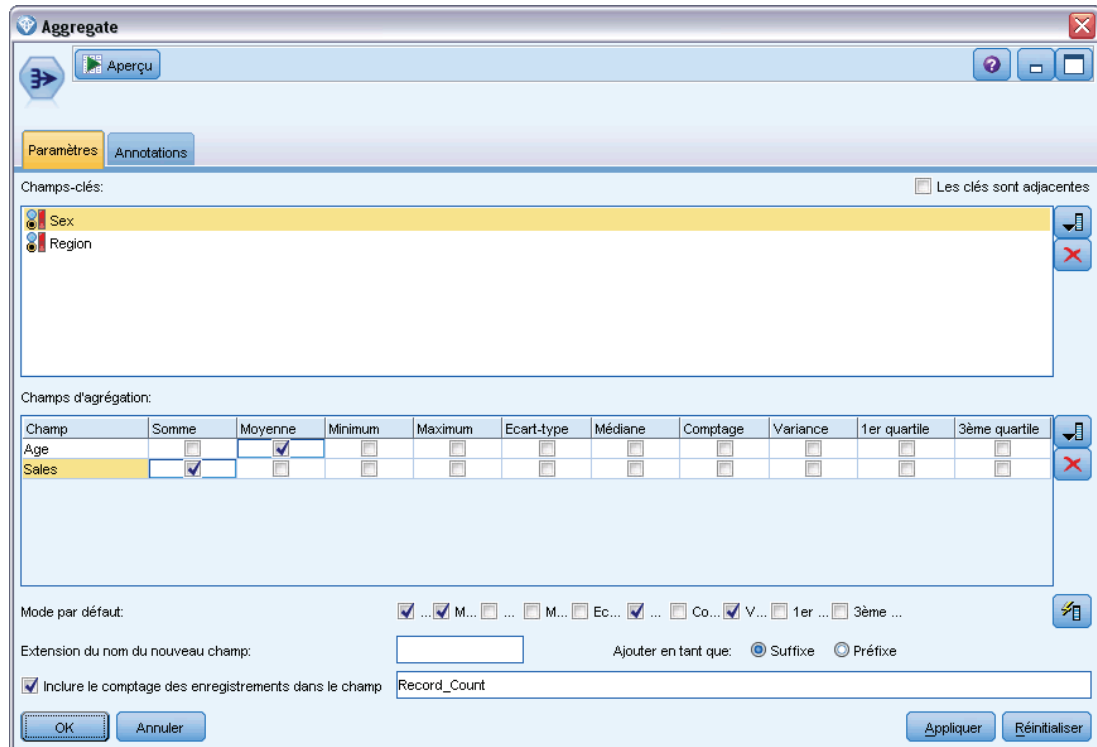 Aggregate
Aperçu
Paramètres Annotations
Champs-clés: Les clés sont adjacentes
Sex
Region
Champs d'agrégation:
Champ Somme Moyenne Minimum Maximum Ecart-type Médiane Comptage Variance 1er quartile 3ème quartile
Age
Sales
Mode par défaut: ... M... ... M... Ec... ... Co... V... 1er ... 3ème ...
Extension du nom du nouveau champ: Ajouter en tant que: Suffixe Préfixe
Inclure le comptage des enregistrements dans le champ Record_Count
OK Annuler Appliquer Réinitialiser